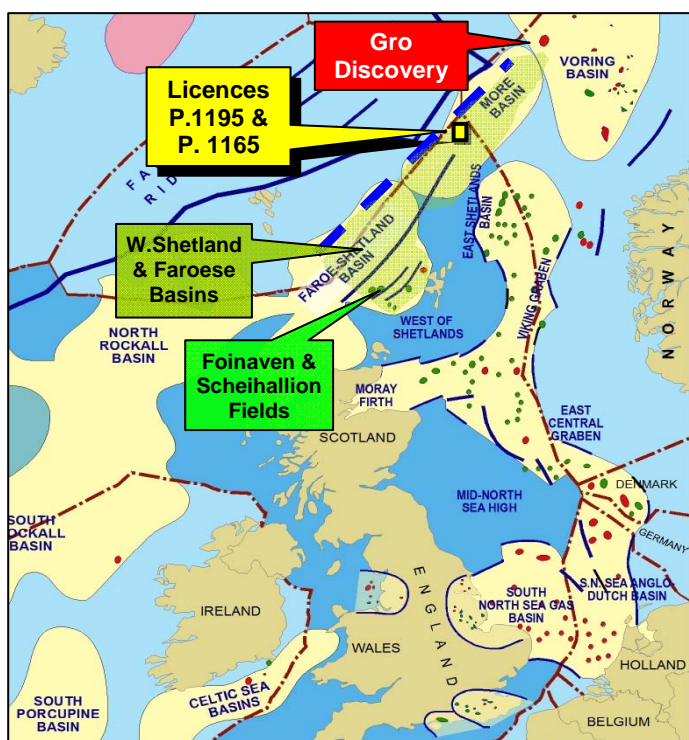 Gro
Discovery
VORING
BASIN
Licences
P.1195 &
P. 1165
MORE
BASIN
FA
RID
W.Shetland
& Faroese
Basins
FAROE-SHETLAND
BASIN
EAST SHETLANDS
BASIN
NORWAY
VIKING GRABEN
NORTH
ROCKALL
BASIN
WEST OF
SHETLANDS
Foinaven &
Scheihallion
Fields
MORAY
FIRTH
SCOTLAND
EAST
CENTRAL
GRABEN
MID-NORTH
SEA HIGH
DENMARK
GERMANY
SOUTH
ROCKALL
BASIN
IRELAND
ENGLAND
WALES
SOUTH
NORTH SEA GAS
BASIN
S.N. SEA ANGLO-
DUTCH BASIN
HOLLAND
CELTIC SEA
BASINS
SOUTH
PORCUPINE
BASIN
BELGIUM